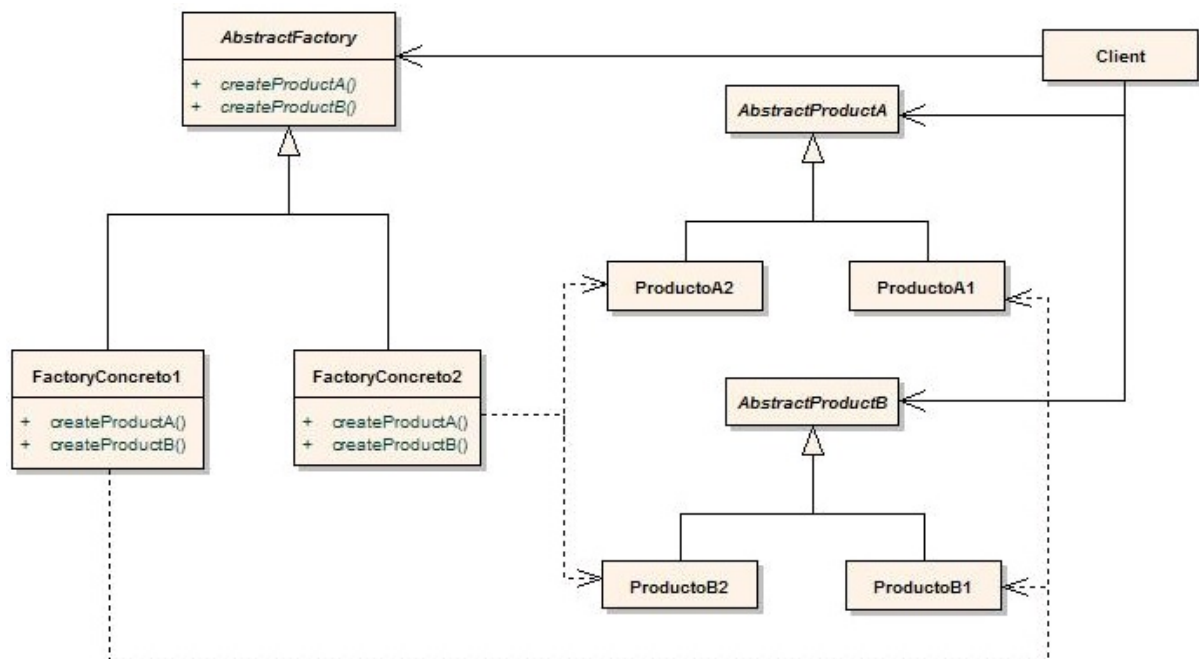 AbstractFactory
+ createProductA()
+ createProductB()
Client
AbstractProductA
ProductoA2
ProductoA1
FactoryConcreto1
+ createProductA()
+ createProductB()
FactoryConcreto2
+ createProductA()
+ createProductB()
AbstractProductB
ProductoB2
ProductoB1